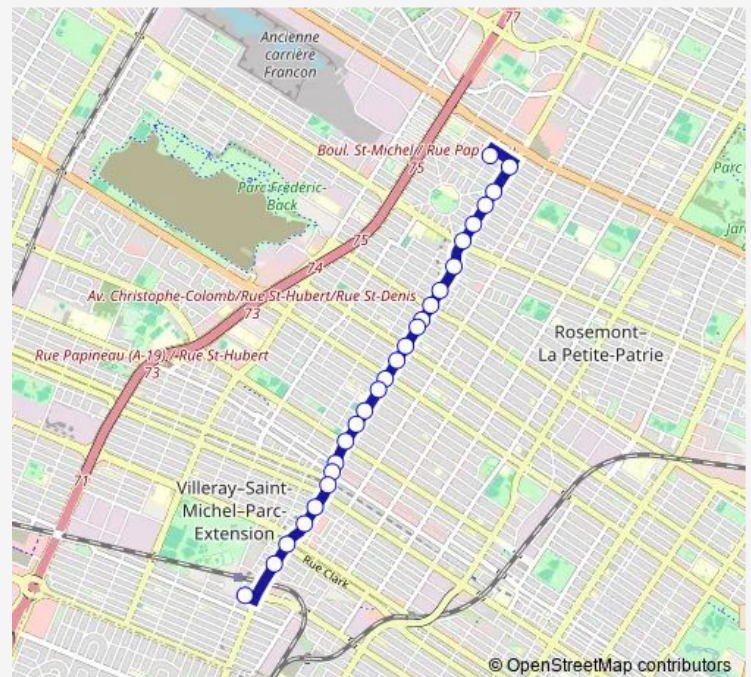 77
Ancienne
carrière
Francon
Boul. St-Michel / Rue Pap
75
Parc
Parc Frédéric-
Back
Jar
75
74
Av. Christophe-Colomb/Rue St-Hubert/Rue St-Denis
73
Rosemont–
La Petite-Patrie
Rue Papineau (A-19) / Rue St-Hubert
73
71
Villeray–Saint-
Michel–Parc-
Extension
Rue Clark
© OpenStreetMap contributors